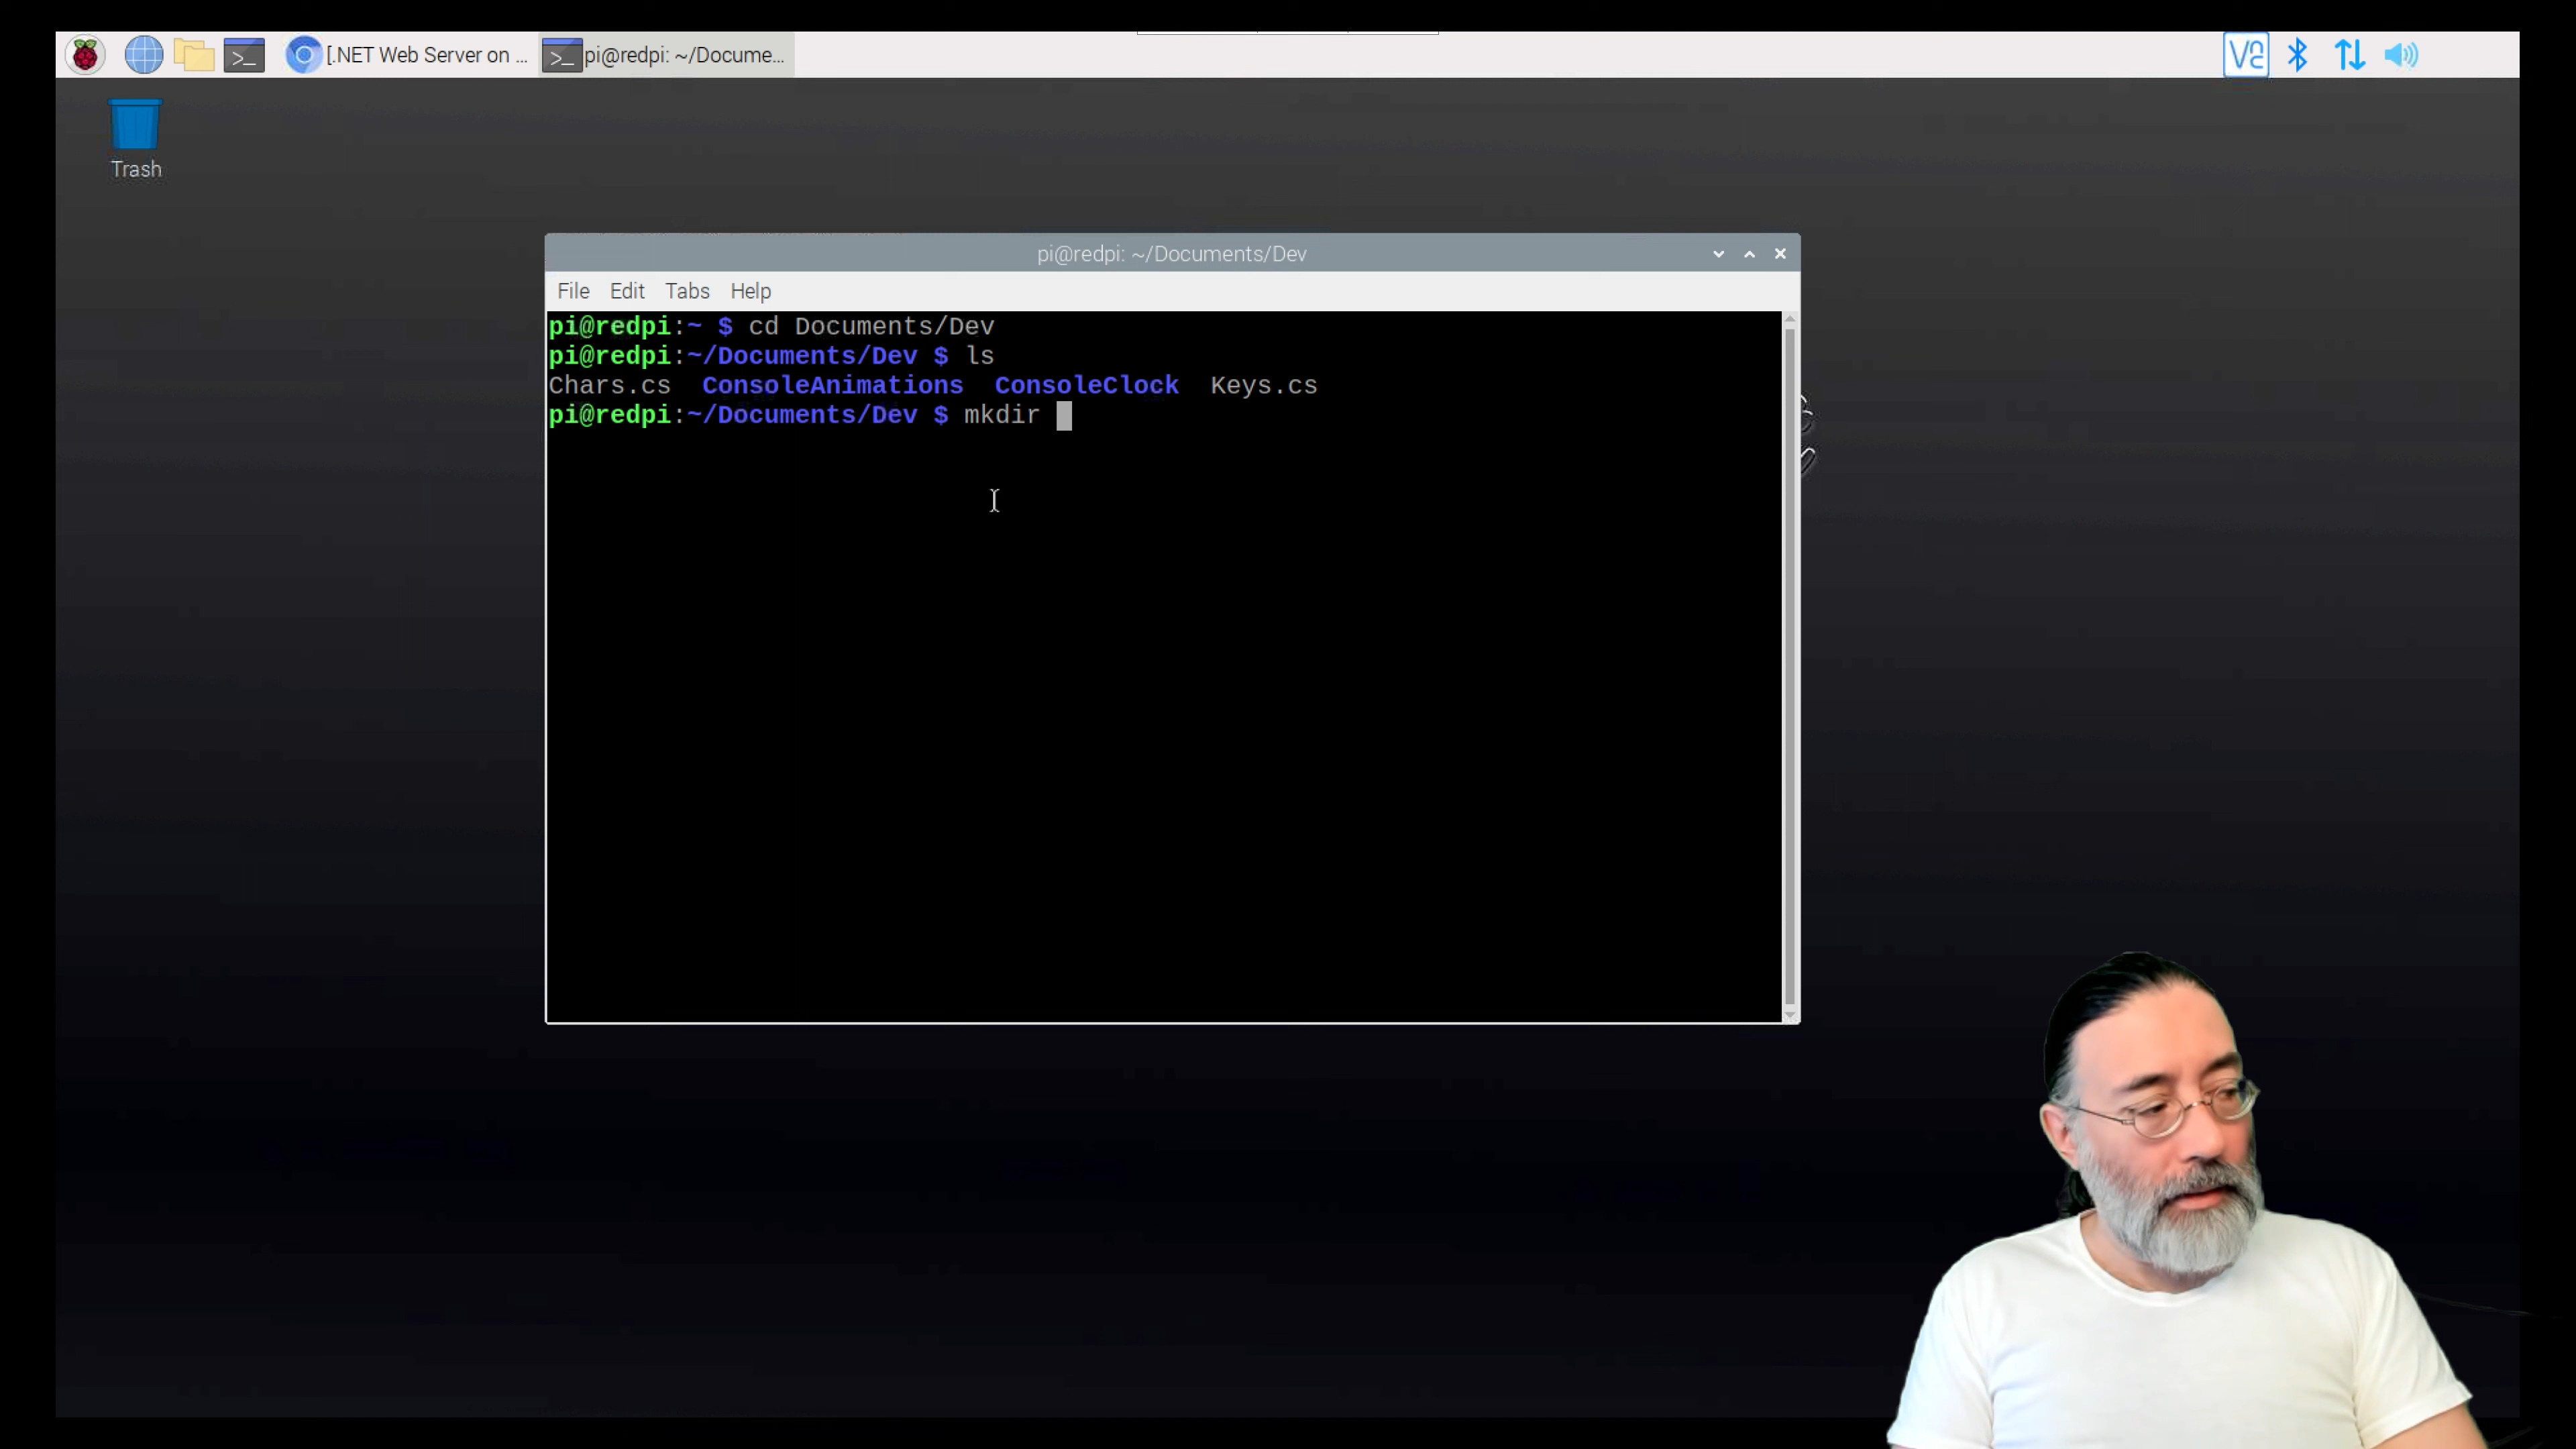 [.NET Web Server on ...
pi@redpi: ~/Docume...
Trash
pi@redpi: ~/Documents/Dev
File Edit Tabs Help
pi@redpi:~ $ cd Documents/Dev
pi@redpi:~/Documents/Dev $ ls
Chars.cs ConsoleAnimations ConsoleClock Keys.cs
pi@redpi:~/Documents/Dev $ mkdir